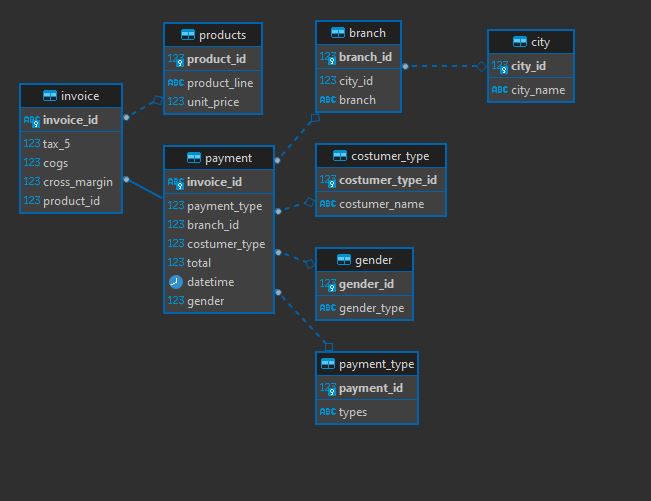 invoice
123 invoice_id
123 tax_5
123 cogs
123 cross_margin
123 product_id
products
123 product_id
ABC product_line
123 unit_price
payment
ABC invoice_id
123 payment_type
123 branch_id
123 costumer_type
123 total
datetime
123 gender
branch
123 branch_id
123 city_id
ABC branch
city
123 city_id
ABC city_name
costumer_type
123 costumer_type_id
ABC costumer_name
gender
123 gender_id
ABC gender_type
payment_type
123 payment_id
ABC types